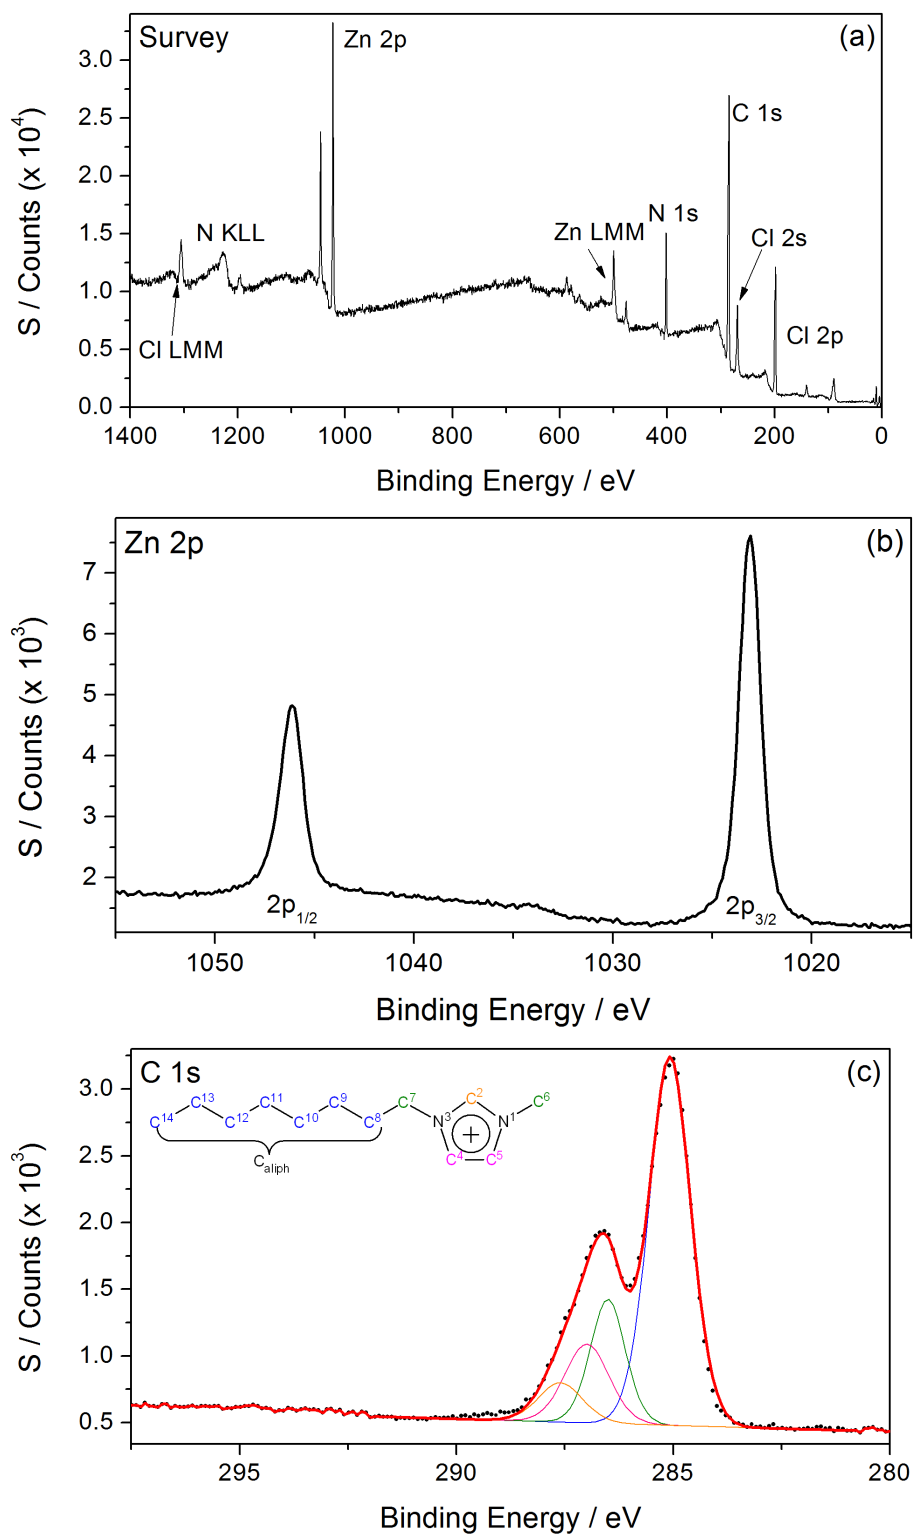 Survey
(a)
Zn 2p
C 1s
N KLL
N 1s
Zn LMM
Cl 2s
Cl LMM
Cl 2p
S / Counts (x 10⁴)
3.0
2.5
2.0
1.5
1.0
0.5
0.0
1400 1200 1000 800 600 400 200 0
Binding Energy / eV
Zn 2p
(b)
S / Counts (x 10³)
7
6
5
4
3
2
2p1/2
2p3/2
1050 1040 1030 1020
Binding Energy / eV
C 1s
(c)
C13 C11 C9 C7 C2 C6
C14 C12 C10 C8 N3 N1
+
C4 C5
Caliph
S / Counts (x 10³)
3.0
2.5
2.0
1.5
1.0
0.5
295 290 285 280
Binding Energy / eV